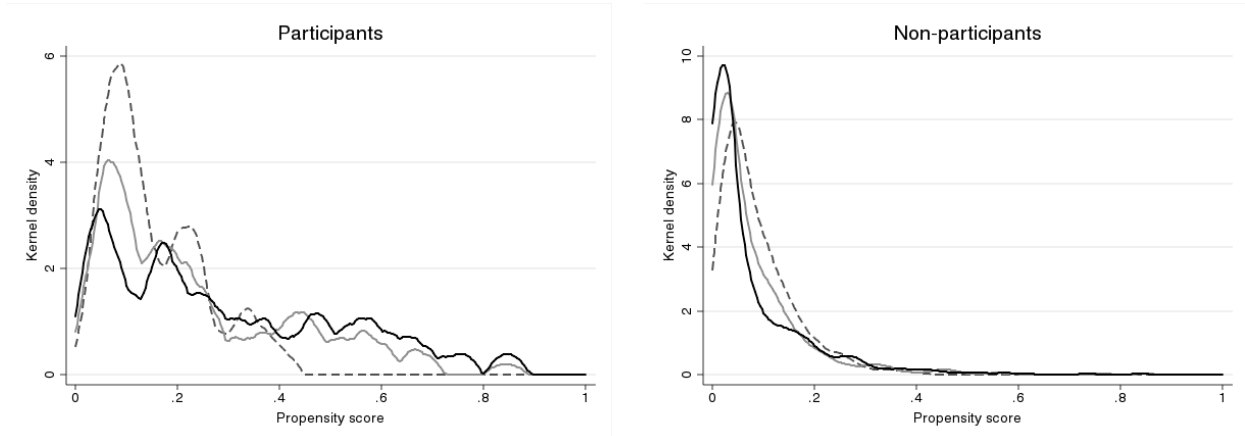 Participants
Kernel density
6
4
2
0
0 .2 .4 .6 .8 1
Propensity score
Non-participants
Kernel density
10
8
6
4
2
0
0 .2 .4 .6 .8 1
Propensity score